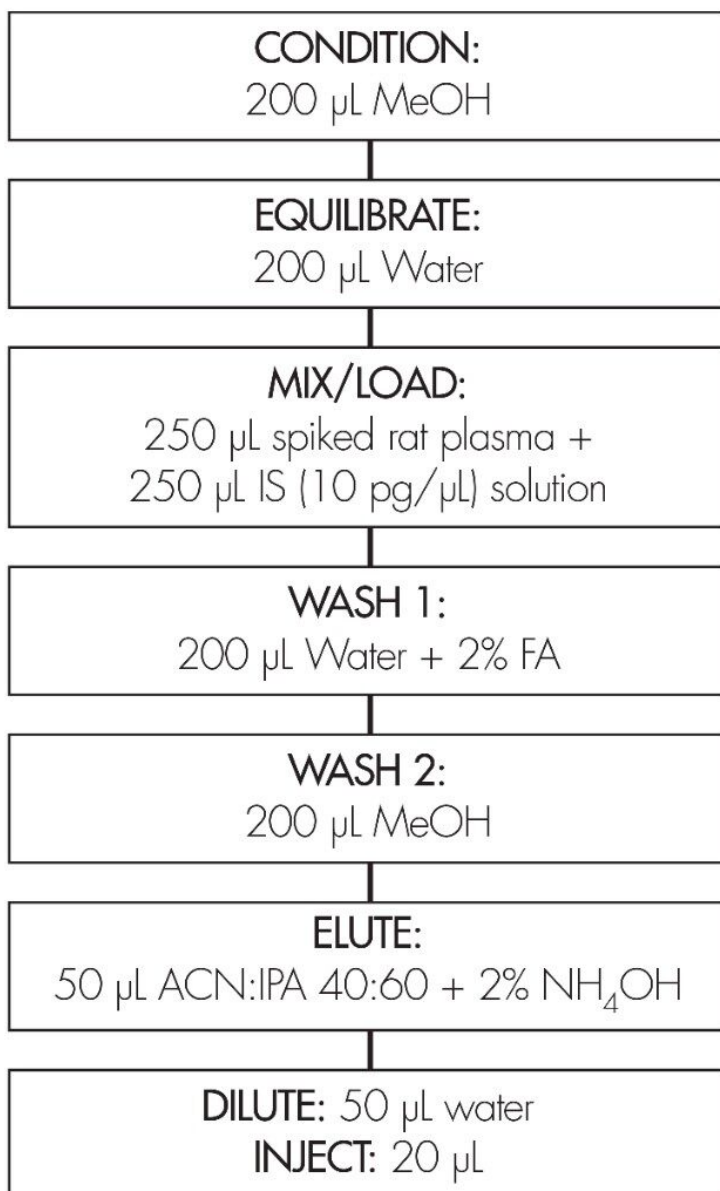 CONDITION:
200 µL MeOH
EQUILIBRATE:
200 µL Water
MIX/LOAD:
250 µL spiked rat plasma +
250 µL IS (10 pg/µL) solution
WASH 1:
200 µL Water + 2% FA
WASH 2:
200 µL MeOH
ELUTE:
50 µL ACN:IPA 40:60 + 2% NH₄OH
DILUTE: 50 µL water
INJECT: 20 µL